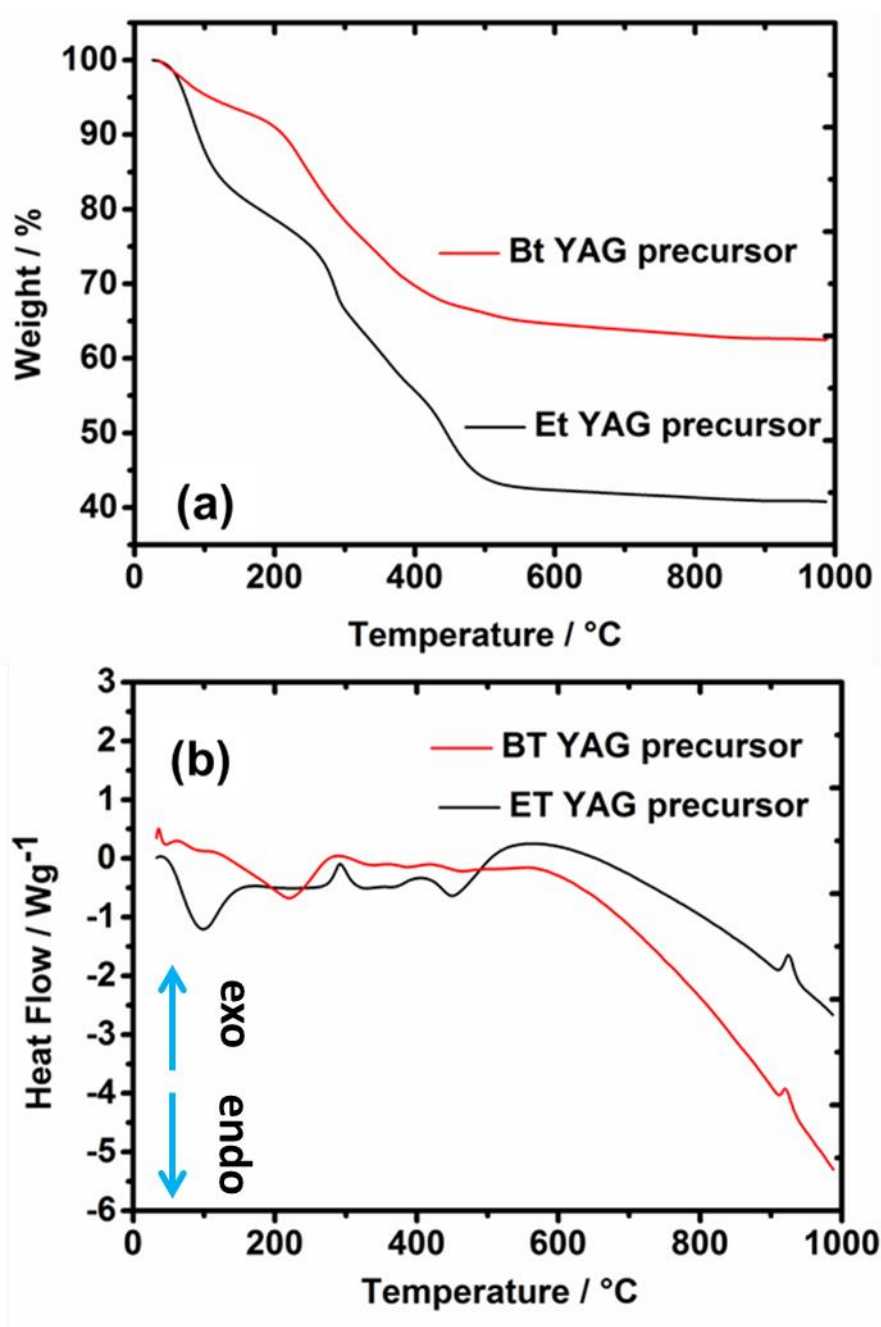 100
90
80
70
60
50
40
Weight / %
Bt YAG precursor
Et YAG precursor
(a)
0 200 400 600 800 1000
Temperature / °C
3
2
1
0
-1
-2
-3
-4
-5
-6
Heat Flow / Wg-1
(b)
BT YAG precursor
ET YAG precursor
exo
endo
0 200 400 600 800 1000
Temperature / °C